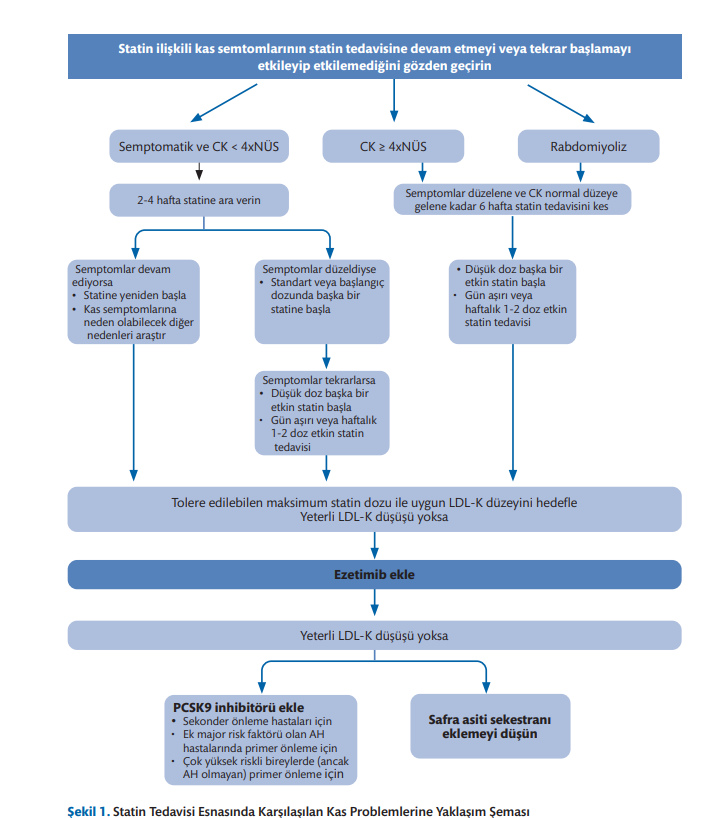 Statin ilişkili kas semtomlarının statin tedavisine devam etmeyi veya tekrar başlamayı
etkileyip etkilemediğini gözden geçirin
Semptomatik ve CK < 4xNÜS
CK ≥ 4xNÜS
Rabdomiyoliz
2-4 hafta statine ara verin
Semptomlar düzelene ve CK normal düzeye
gelene kadar 6 hafta statin tedavisini kes
Semptomlar devam
ediyorsa
• Statine yeniden başla
• Kas semptomlarına
neden olabilecek diğer
nedenleri araştır
Semptomlar düzeldiyse
• Standart veya başlangıç
dozunda başka bir
statine başla
• Düşük doz başka bir
etkin statin başla
• Gün aşırı veya
haftalık 1-2 doz etkin
statin tedavisi
Semptomlar tekrarlarsa
• Düşük doz başka bir
etkin statin başla
• Gün aşırı veya haftalık
1-2 doz etkin statin
tedavisi
Tolere edilebilen maksimum statin dozu ile uygun LDL-K düzeyini hedefle
Yeterli LDL-K düşüşü yoksa
Ezetimib ekle
Yeterli LDL-K düşüşü yoksa
PCSK9 inhibitörü ekle
• Sekonder önleme hastaları için
• Ek major risk faktörü olan AH
hastalarında primer önleme için
• Çok yüksek riskli bireylerde (ancak
AH olmayan) primer önleme için
Safra asiti sekestranı
eklemeyi düşün
Şekil 1. Statin Tedavisi Esnasında Karşılaşılan Kas Problemlerine Yaklaşım Şeması